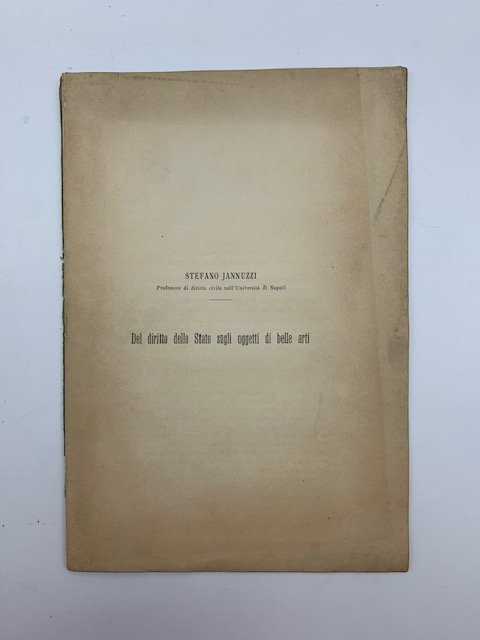 STEFANO JANNUZZI
Professore di diritto civile nell'Università di Napoli
Del diritto dello Stato sugli oggetti di belle arti